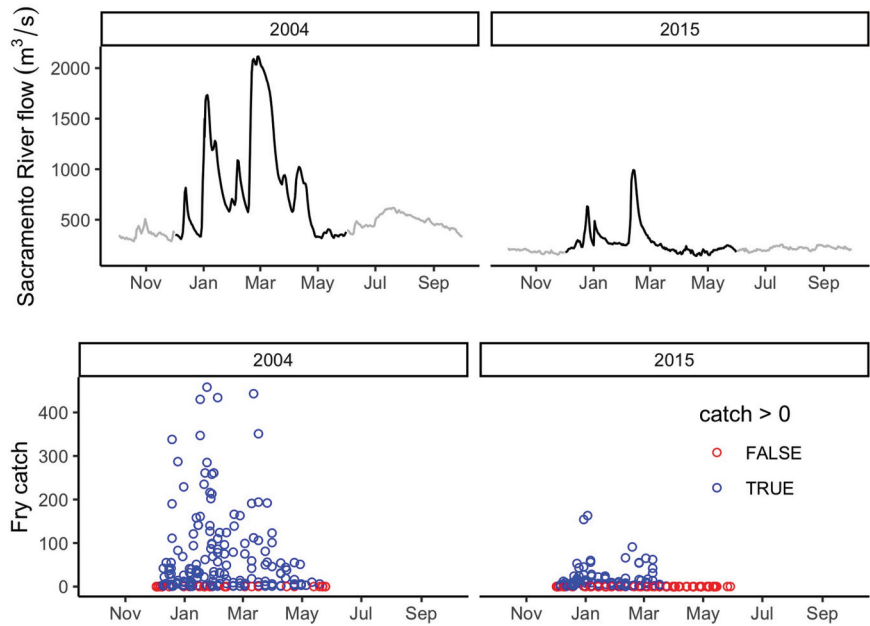 2004 2015
Sacramento River flow (m³/s)
2000
1500
1000
500
Nov Jan Mar May Jul Sep Nov Jan Mar May Jul Sep
2004 2015
Fry catch
400
300
200
100
0
catch > 0
FALSE
TRUE
Nov Jan Mar May Jul Sep Nov Jan Mar May Jul Sep